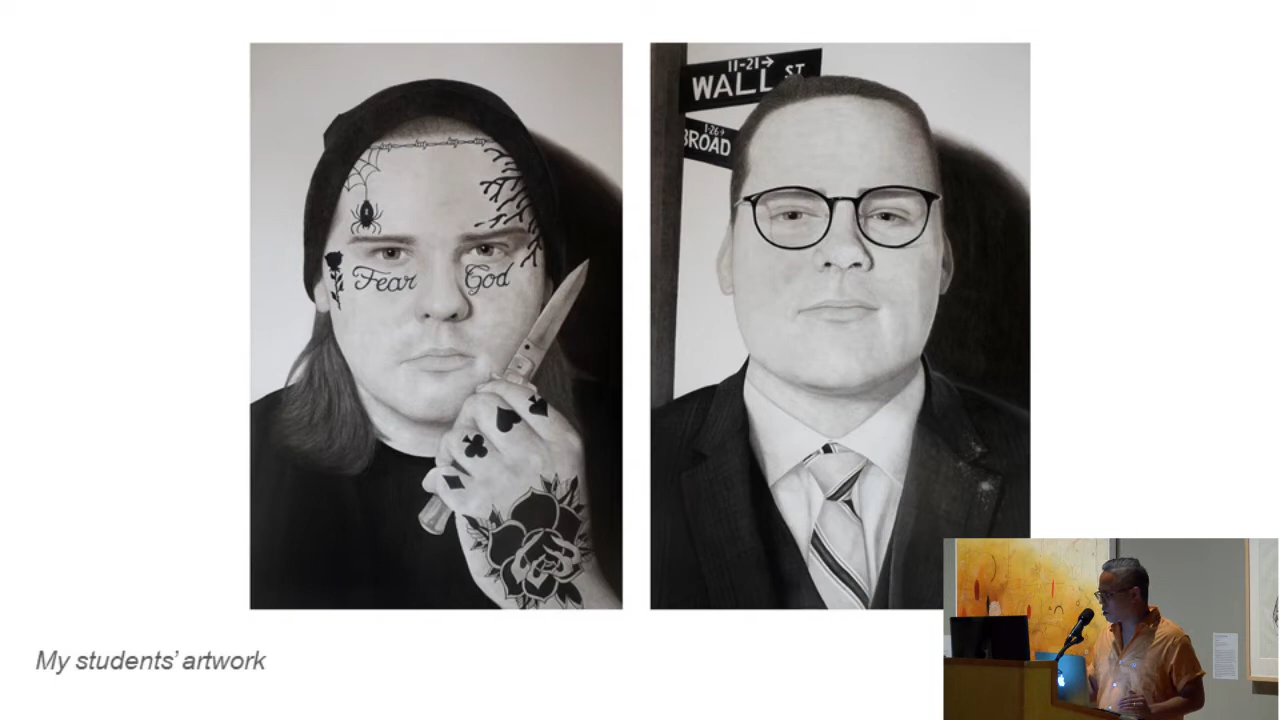 Fear God
11-21→
WALL ST
1-26→
BROAD
My students' artwork